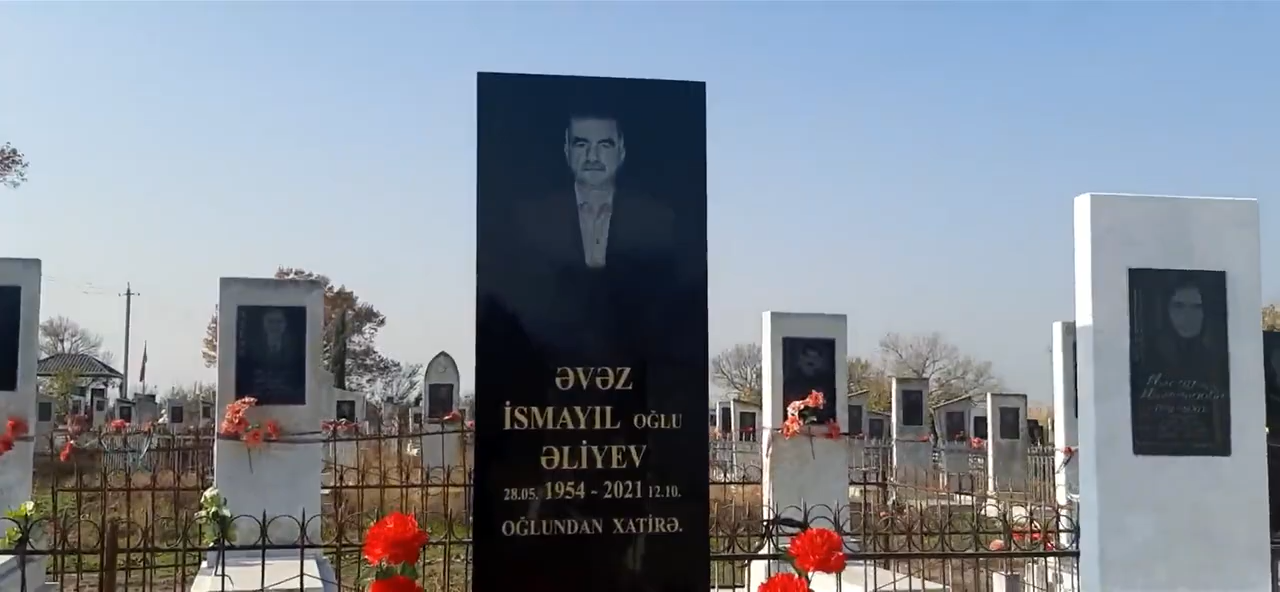 ƏVƏZ
İSMAYIL OĞLU
ƏLİYEV
28.05. 1954 - 2021 12.10.
OĞLUNDAN XATİRƏ.